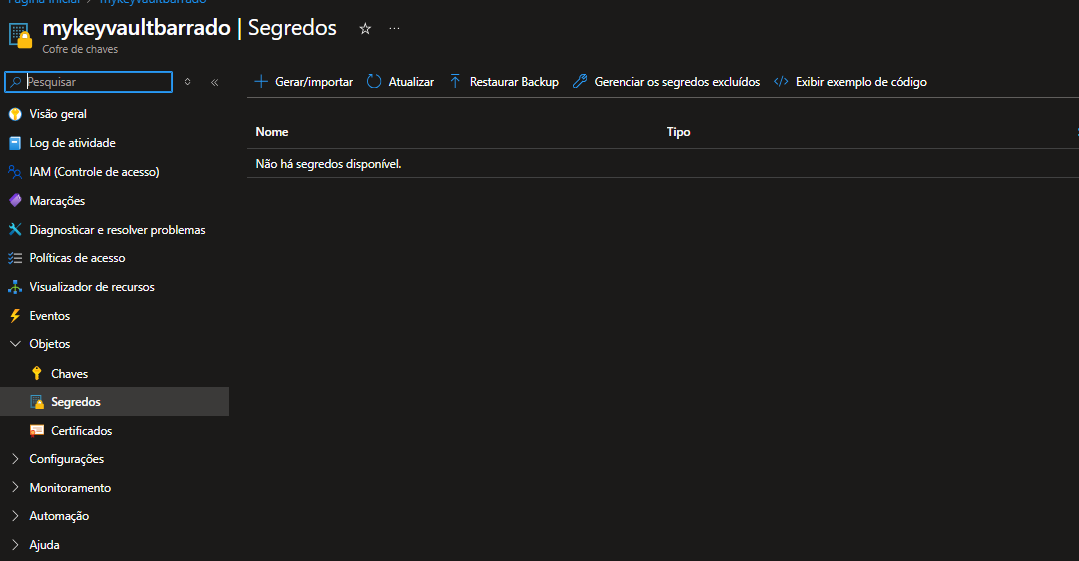 Página Inicial > mykeyvaultbarrado
mykeyvaultbarrado | Segredos
Cofre de chaves
Pesquisar
Gerar/importar Atualizar Restaurar Backup Gerenciar os segredos excluídos Exibir exemplo de código
Visão geral
Log de atividade
IAM (Controle de acesso)
Marcações
Diagnosticar e resolver problemas
Políticas de acesso
Visualizador de recursos
Eventos
Objetos
Chaves
Segredos
Certificados
Configurações
Monitoramento
Automação
Ajuda
Nome Tipo
Não há segredos disponível.